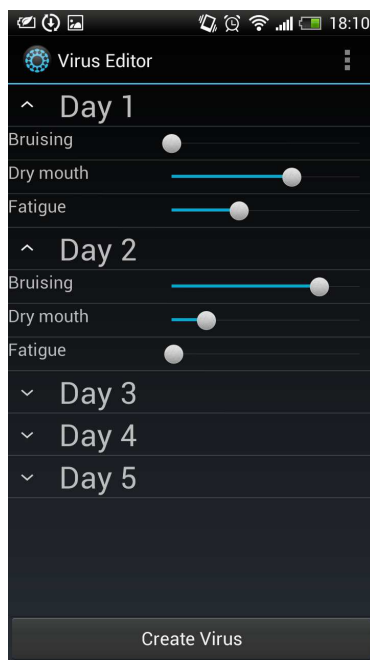 18:10
Virus Editor
Day 1
Bruising
Dry mouth
Fatigue
Day 2
Bruising
Dry mouth
Fatigue
Day 3
Day 4
Day 5
Create Virus